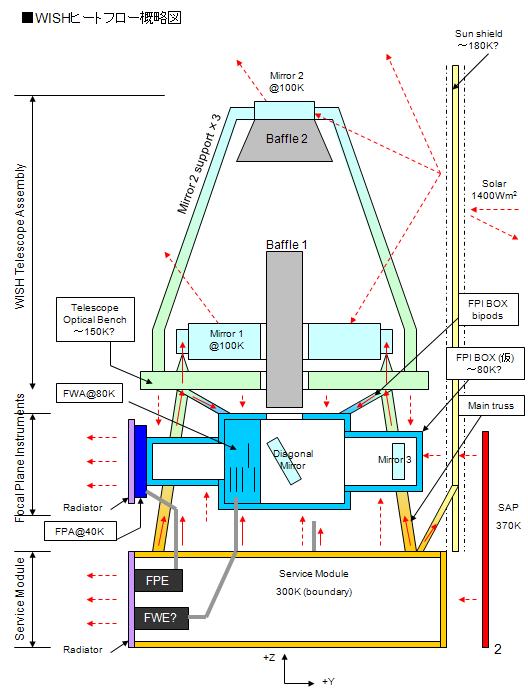 ■WISHヒートフロー概略図
Sun shield
～180K?
Mirror 2
@100K
Baffle 2
Mirror 2 support×3
WISH Telescope Assembly
Solar
1400Wm²
Baffle 1
Telescope
Optical Bench
～150K?
Mirror 1
@100K
FPI BOX
bipods
FPI BOX (仮)
～80K?
FWA@80K
Main truss
Focal Plane Instruments
Diagonal
Mirror
Mirror 3
Radiator
FPA@40K
SAP
370K
Service Module
FPE
FWE?
Service Module
300K (boundary)
Radiator
+Z
+Y
2